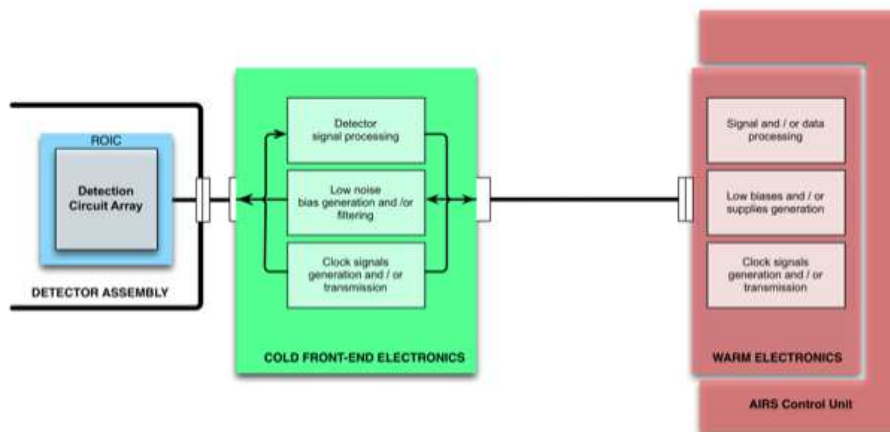 ROIC
Detection
Circuit Array
DETECTOR ASSEMBLY
Detector
signal processing
Low noise
bias generation and /or
filtering
Clock signals
generation and / or
transmission
COLD FRONT-END ELECTRONICS
Signal and / or data
processing
Low biases and / or
supplies generation
Clock signals
generation and / or
transmission
WARM ELECTRONICS
AIRS Control Unit